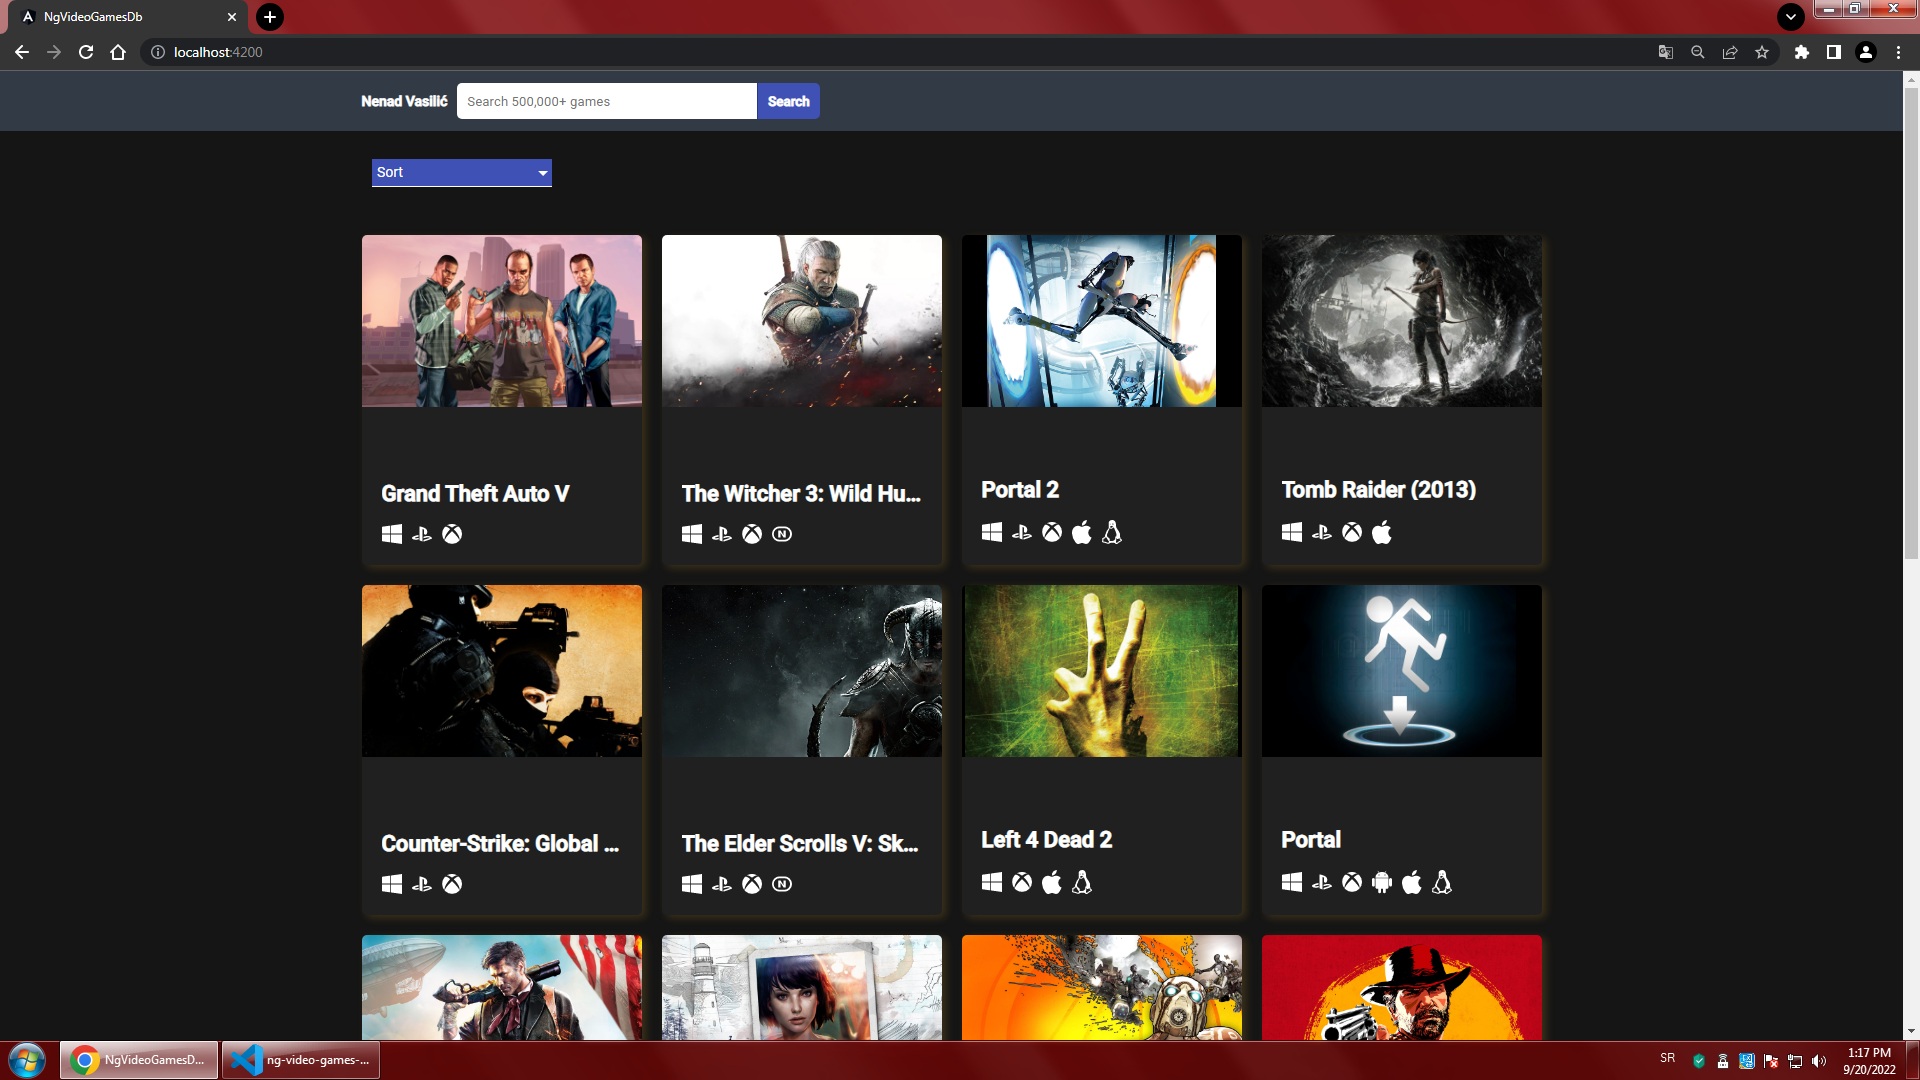 NgVideoGamesDb
localhost:4200
Nenad Vasilić
Search 500,000+ games
Search
Sort
Grand Theft Auto V
The Witcher 3: Wild Hu...
Portal 2
Tomb Raider (2013)
Counter-Strike: Global ...
The Elder Scrolls V: Sk...
Left 4 Dead 2
Portal
NgVideoGamesD...
ng-video-games-...
SR
1:17 PM
9/20/2022